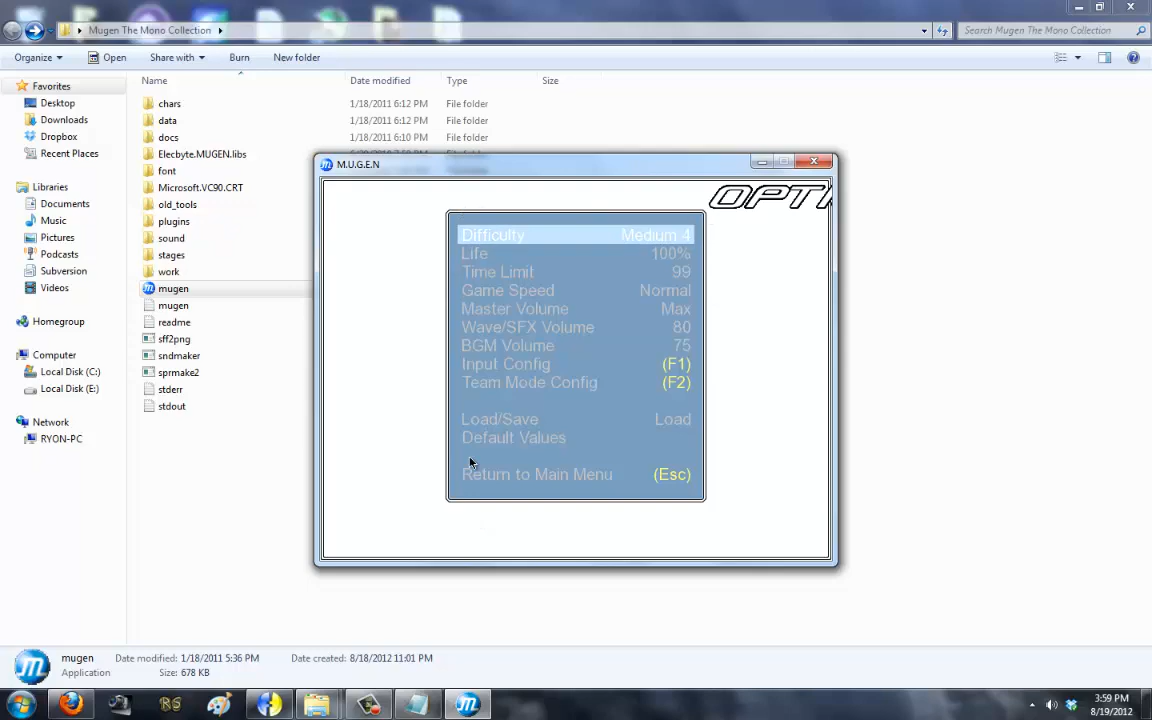 Mugen The Mono Collection
Search Mugen The Mono Collection
Organize Open Share with Burn New folder
Favorites
Desktop
Downloads
Dropbox
Recent Places
Libraries
Documents
Music
Pictures
Podcasts
Subversion
Videos
Homegroup
Computer
Local Disk (C:)
Local Disk (E:)
Network
RYON-PC
Name Date modified Type Size
chars 1/18/2011 6:12 PM File folder
data 1/18/2011 6:12 PM File folder
docs 1/18/2011 6:10 PM File folder
Elecbyte.MUGEN.libs
font
Microsoft.VC90.CRT
old_tools
plugins
sound
stages
work
mugen
mugen
readme
sff2png
sndmaker
sprmake2
stderr
stdout
M.U.G.E.N
Difficulty Medium 4
Life 100%
Time Limit 99
Game Speed Normal
Master Volume Max
Wave/SFX Volume 80
BGM Volume 75
Input Config (F1)
Team Mode Config (F2)
Load/Save Load
Default Values
Return to Main Menu (Esc)
mugen Date modified: 1/18/2011 5:36 PM Date created: 8/18/2012 11:01 PM
Application Size: 678 KB
RS
3:59 PM
8/19/2012